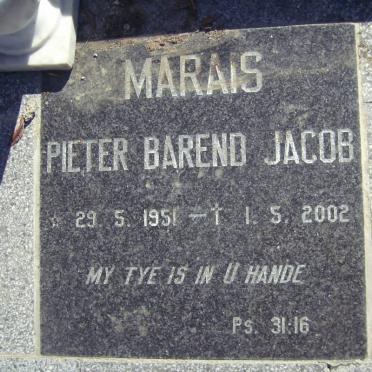 MARAIS
PIETER BAREND JACOB
☆ 29. 5. 1951 — † 1. 5. 2002
MY TYE IS IN U HANDE
Ps. 31:16